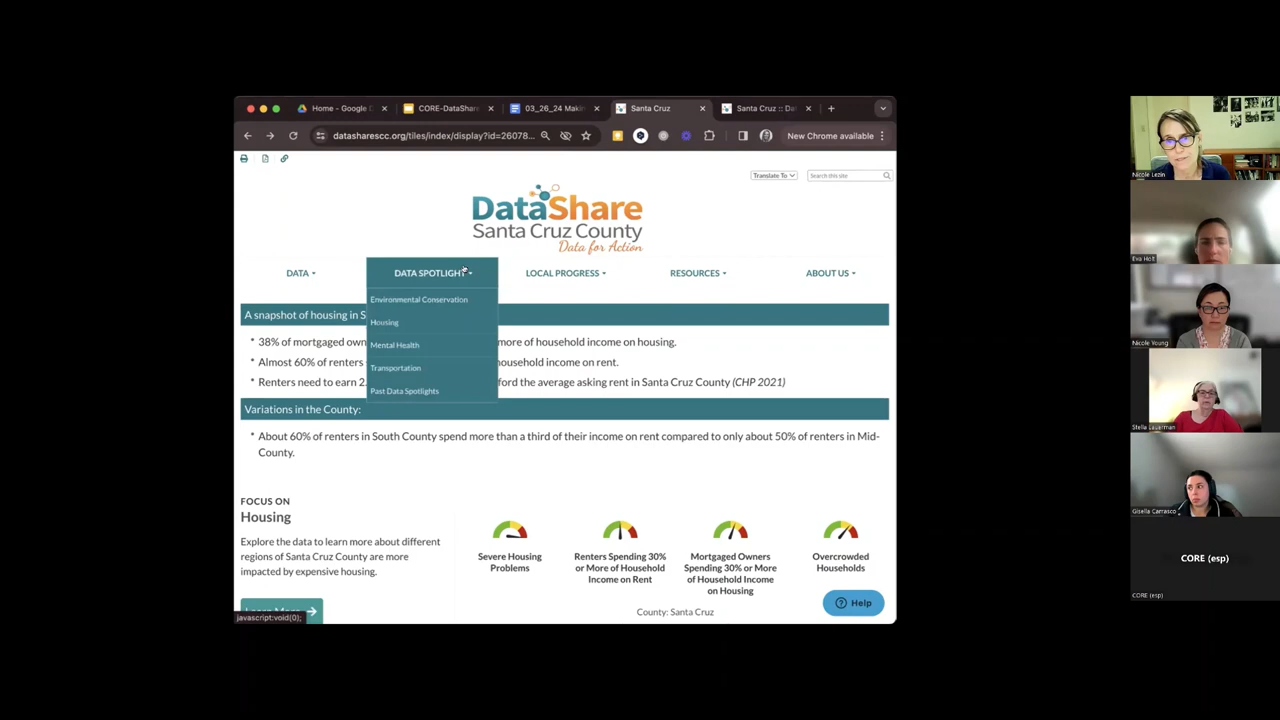 Home - Google D
CORE-DataShare
03_26_24 Makin
Santa Cruz
Santa Cruz :: Da
datasharescc.org/tiles/index/display?id=26078...
New Chrome available
Translate To
Search this site
DataShare
Santa Cruz County
Data for Action
DATA
DATA SPOTLIGHT
LOCAL PROGRESS
RESOURCES
ABOUT US
Environmental Conservation
Housing
Mental Health
Transportation
Past Data Spotlights
A snapshot of housing in S
* 38% of mortgaged own more of household income on housing.
* Almost 60% of renters ousehold income on rent.
* Renters need to earn 2. ford the average asking rent in Santa Cruz County (CHP 2021)
Variations in the County:
* About 60% of renters in South County spend more than a third of their income on rent compared to only about 50% of renters in Mid-
County.
FOCUS ON
Housing
Explore the data to learn more about different
regions of Santa Cruz County are more
impacted by expensive housing.
Learn More
Severe Housing
Problems
Renters Spending 30%
or More of Household
Income on Rent
Mortgaged Owners
Spending 30% or More
of Household Income
on Housing
Overcrowded
Households
County: Santa Cruz
Help
javascript:void(0);
Nicole Lezin
Eva Holt
Nicole Young
Stella Lauerman
Gisella Carrasco
CORE (esp)
CORE (esp)